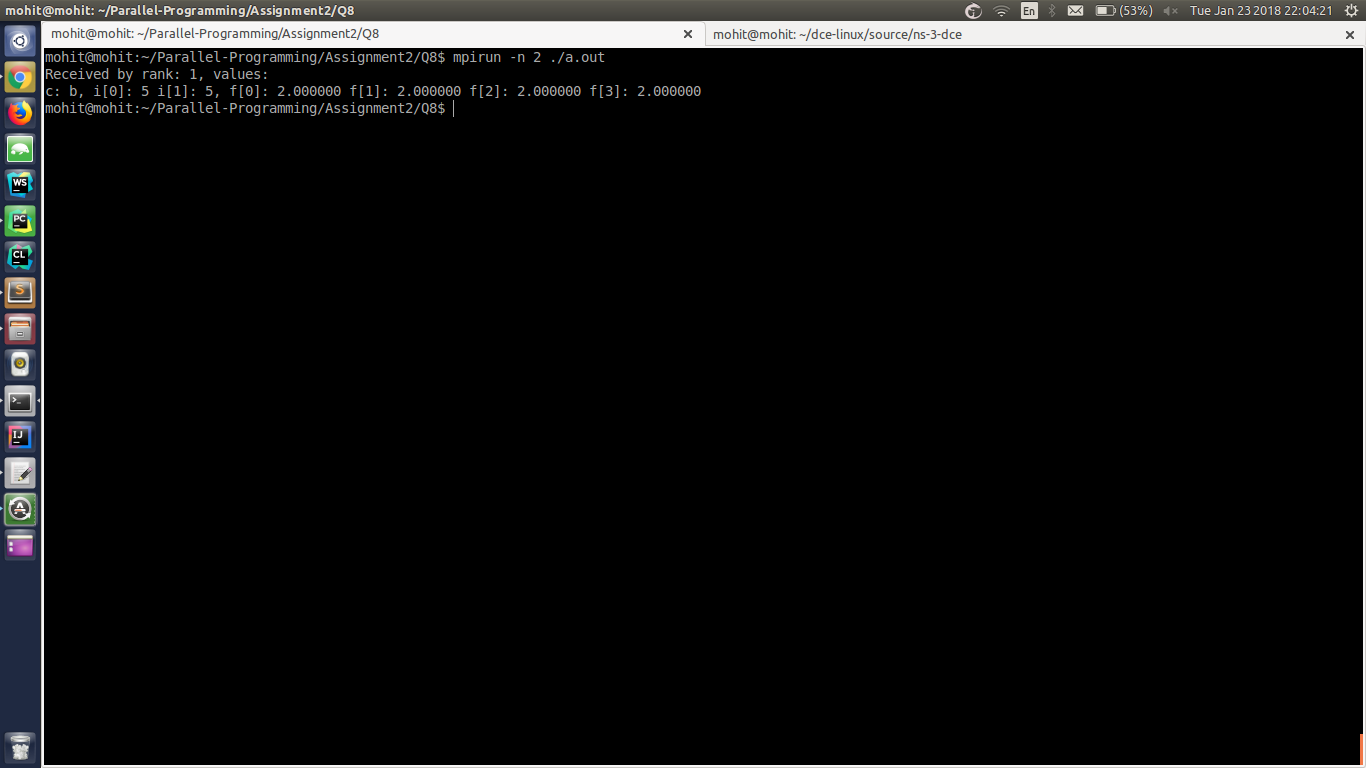 mohit@mohit: ~/Parallel-Programming/Assignment2/Q8
En
(53%)
Tue Jan 23 2018 22:04:21
mohit@mohit: ~/Parallel-Programming/Assignment2/Q8
mohit@mohit: ~/dce-linux/source/ns-3-dce
mohit@mohit:~/Parallel-Programming/Assignment2/Q8$ mpirun -n 2 ./a.out
Received by rank: 1, values:
c: b, i[0]: 5 i[1]: 5, f[0]: 2.000000 f[1]: 2.000000 f[2]: 2.000000 f[3]: 2.000000
mohit@mohit:~/Parallel-Programming/Assignment2/Q8$
WS
PC
CL
S
>_
IJ
A